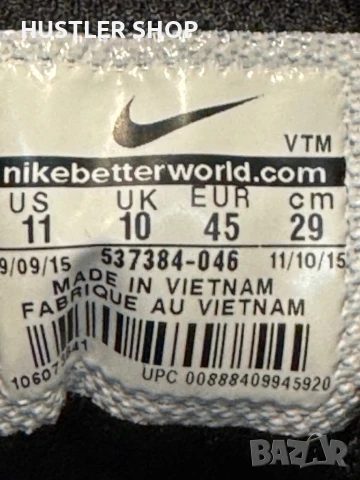 HUSTLER SHOP
VTM
nikebetterworld.com
US UK EUR cm
11 10 45 29
9/09/15 537384-046 11/10/15
MADE IN VIETNAM
FABRIQUE AU VIETNAM
UPC 00888409945920
BAZAR